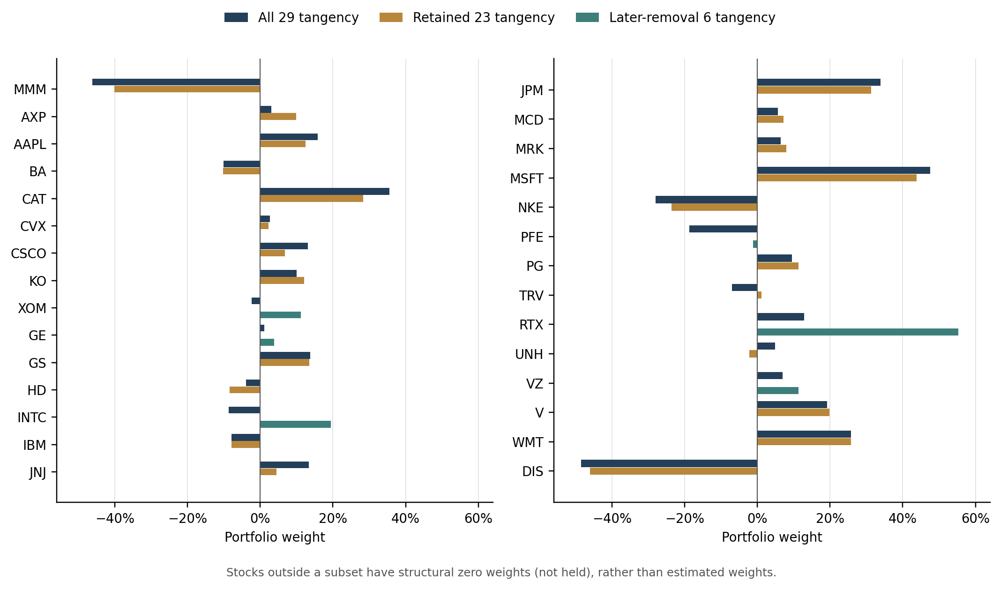 All 29 tangency
Retained 23 tangency
Later-removal 6 tangency
MMM
AXP
AAPL
BA
CAT
CVX
CSCO
KO
XOM
GE
GS
HD
INTC
IBM
JNJ
−40%
−20%
0%
20%
40%
60%
Portfolio weight
JPM
MCD
MRK
MSFT
NKE
PFE
PG
TRV
RTX
UNH
VZ
V
WMT
DIS
−40%
−20%
0%
20%
40%
60%
Portfolio weight
Stocks outside a subset have structural zero weights (not held), rather than estimated weights.